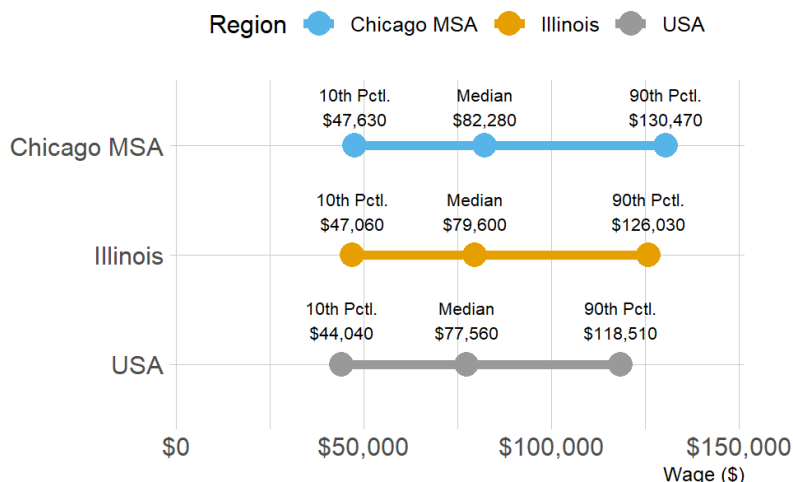 Region Chicago MSA Illinois USA
10th Pctl. Median 90th Pctl.
$47,630 $82,280 $130,470
Chicago MSA
10th Pctl. Median 90th Pctl.
$47,060 $79,600 $126,030
Illinois
10th Pctl. Median 90th Pctl.
$44,040 $77,560 $118,510
USA
$0 $50,000 $100,000 $150,000
Wage ($)